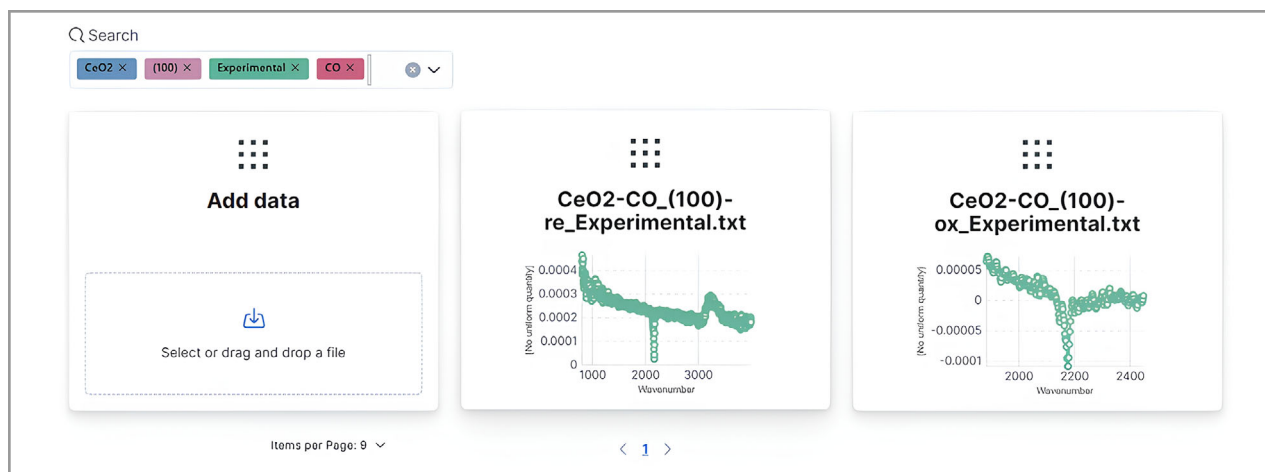 Search
CeO2 × (100) × Experimental × CO ×
Add data
Select or drag and drop a file
CeO2-CO_(100)-
re_Experimental.txt
[No uniform quantity]
0.0004
0.0003
0.0002
0.0001
0
1000 2000 3000
Wavenumber
CeO2-CO_(100)-
ox_Experimental.txt
[No uniform quantity]
0.00005
0
-0.00005
-0.0001
2000 2200 2400
Wavenumber
Items per Page: 9
< 1 >